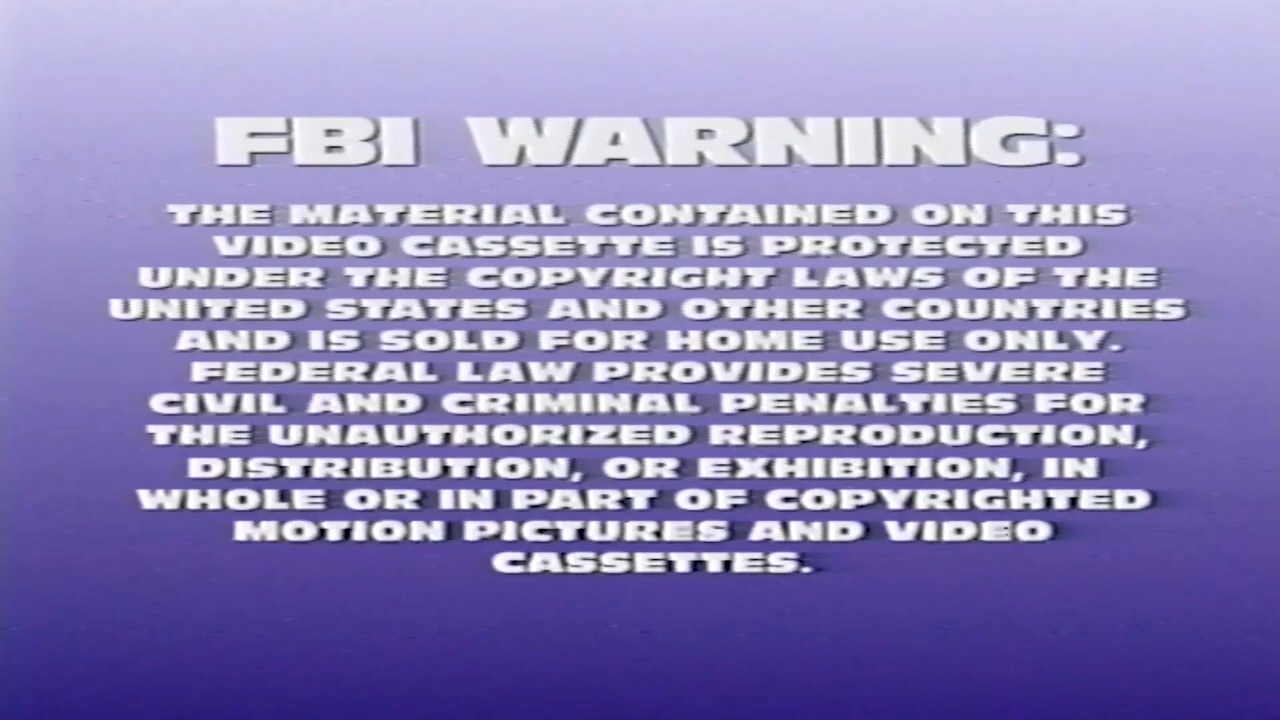 FBI WARNING:
THE MATERIAL CONTAINED ON THIS
VIDEO CASSETTE IS PROTECTED
UNDER THE COPYRIGHT LAWS OF THE
UNITED STATES AND OTHER COUNTRIES
AND IS SOLD FOR HOME USE ONLY.
FEDERAL LAW PROVIDES SEVERE
CIVIL AND CRIMINAL PENALTIES FOR
THE UNAUTHORIZED REPRODUCTION,
DISTRIBUTION, OR EXHIBITION, IN
WHOLE OR IN PART OF COPYRIGHTED
MOTION PICTURES AND VIDEO
CASSETTES.